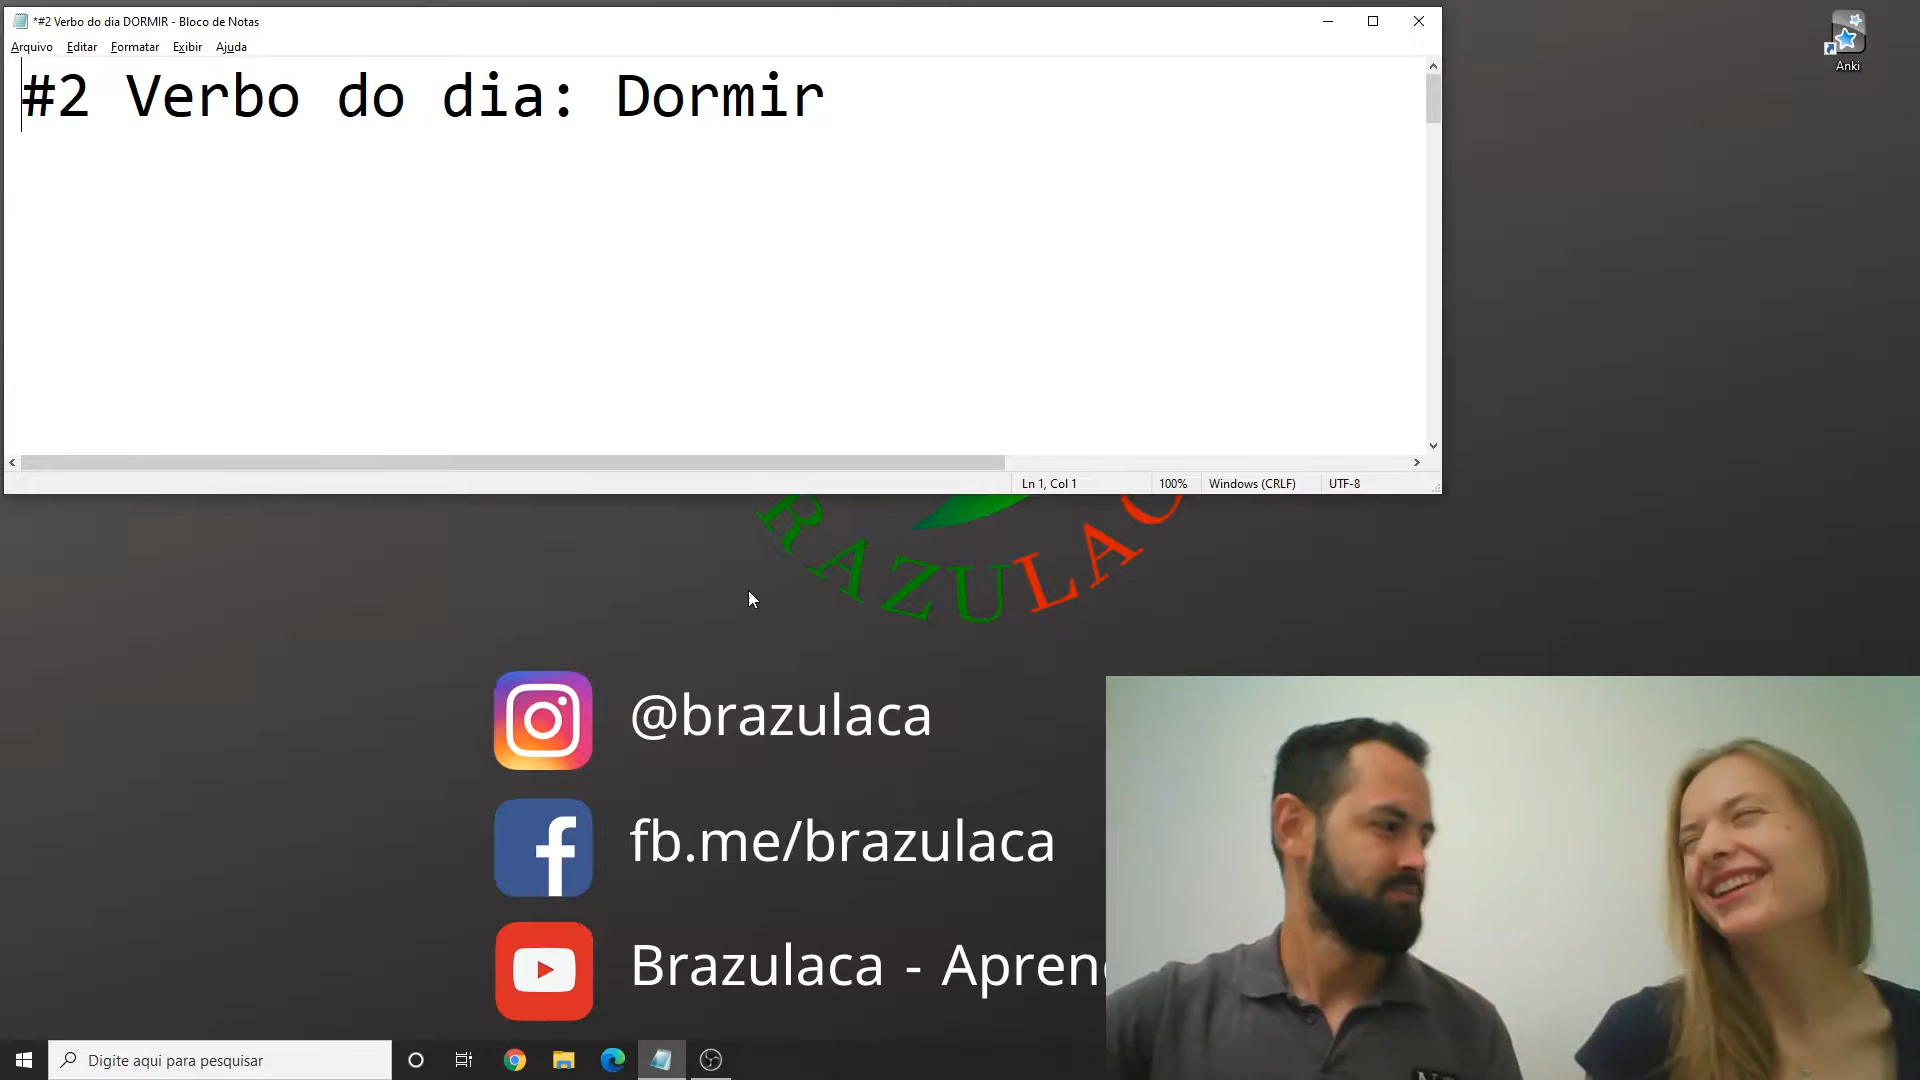 *#2 Verbo do dia DORMIR - Bloco de Notas
Arquivo Editar Formatar Exibir Ajuda
#2 Verbo do dia: Dormir
Ln 1, Col 1 100% Windows (CRLF) UTF-8
Anki
RAZULAC
@brazulaca
fb.me/brazulaca
Brazulaca - Apren
Digite aqui para pesquisar